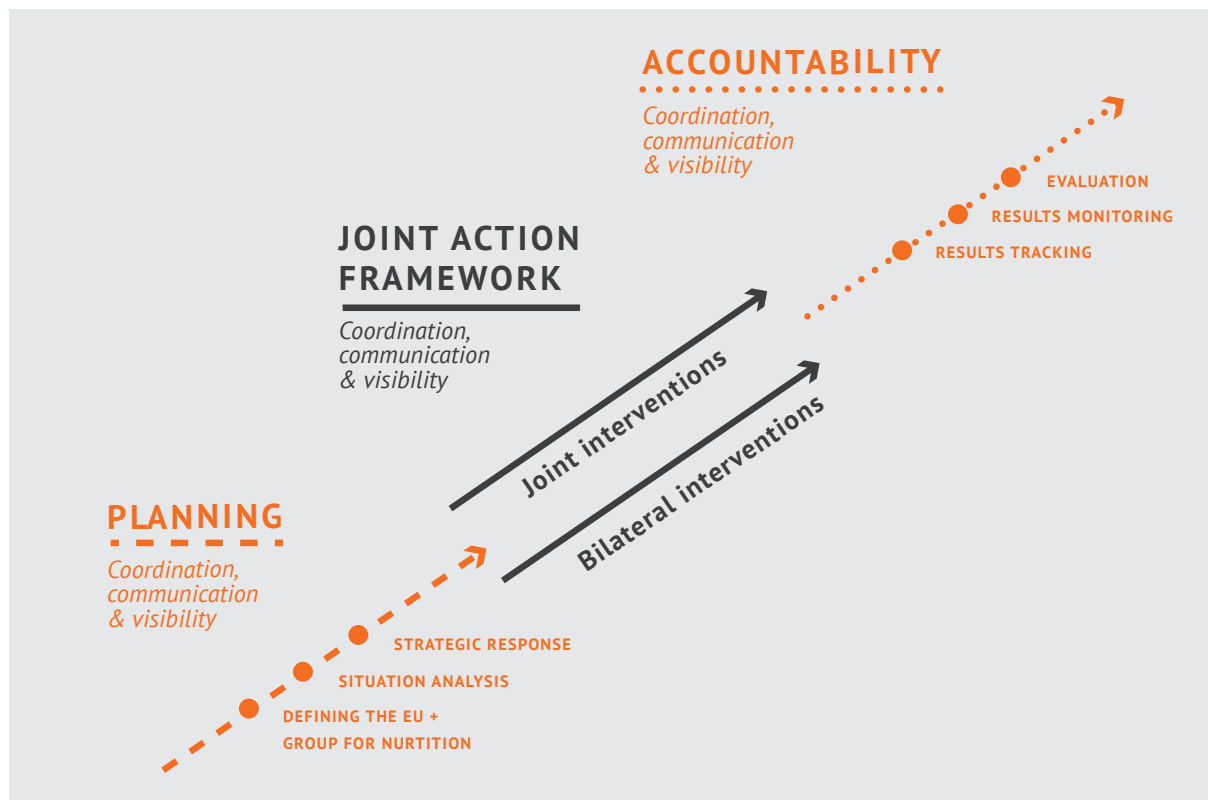 ACCOUNTABILITY
Coordination,
communication
& visibility
EVALUATION
RESULTS MONITORING
RESULTS TRACKING
JOINT ACTION
FRAMEWORK
Coordination,
communication
& visibility
Joint interventions
Bilateral interventions
PLANNING
Coordination,
communication
& visibility
STRATEGIC RESPONSE
SITUATION ANALYSIS
DEFINING THE EU +
GROUP FOR NURTITION